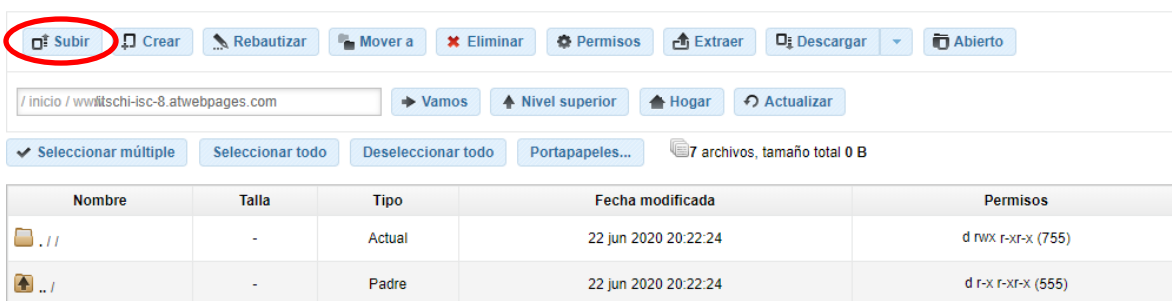 Subir Crear Rebautizar Mover a Eliminar Permisos Extraer Descargar Abierto
/ inicio / www/itschi-isc-8.atwebpages.com Vamos Nivel superior Hogar Actualizar
Seleccionar múltiple Seleccionar todo Deseleccionar todo Portapapeles... 7 archivos, tamaño total 0 B
Nombre Talla Tipo Fecha modificada Permisos
. / / - Actual 22 jun 2020 20:22:24 d rwx r-xr-x (755)
.. / - Padre 22 jun 2020 20:22:24 d r-x r-xr-x (555)